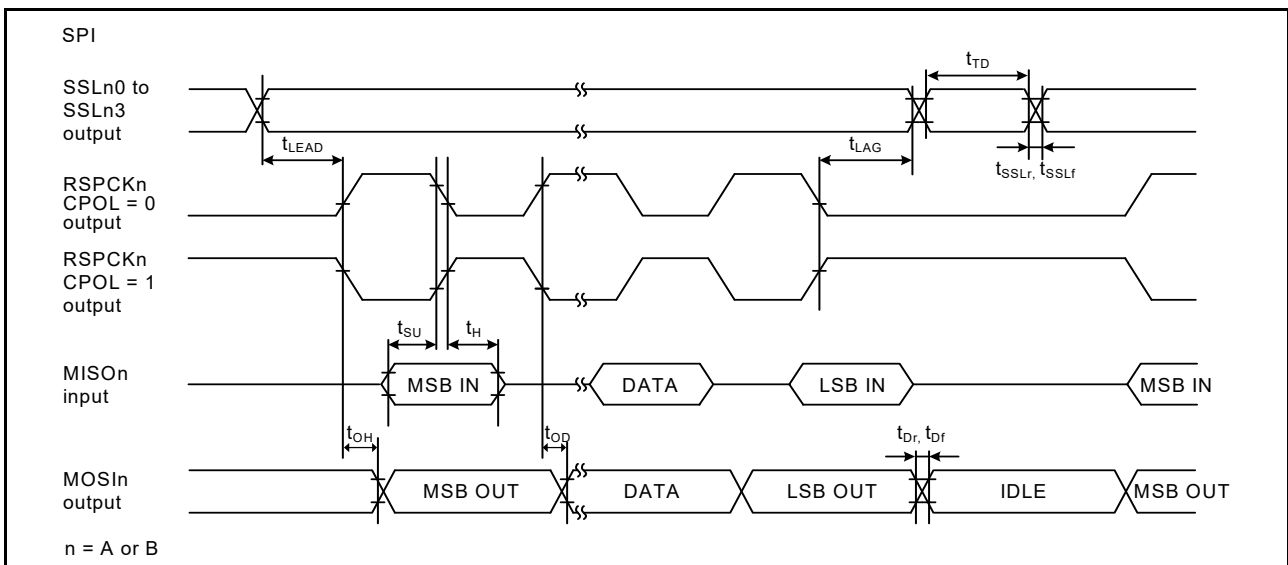 SPI
SSLn0 to
SSLn3
output
tTD
tLEAD
tLAG
tSSLr, tSSLf
RSPCKn
CPOL = 0
output
RSPCKn
CPOL = 1
output
tSU
tH
MISOn
input
MSB IN
DATA
LSB IN
MSB IN
tOH
tOD
tDr, tDf
MOSIn
output
MSB OUT
DATA
LSB OUT
IDLE
MSB OUT
n = A or B